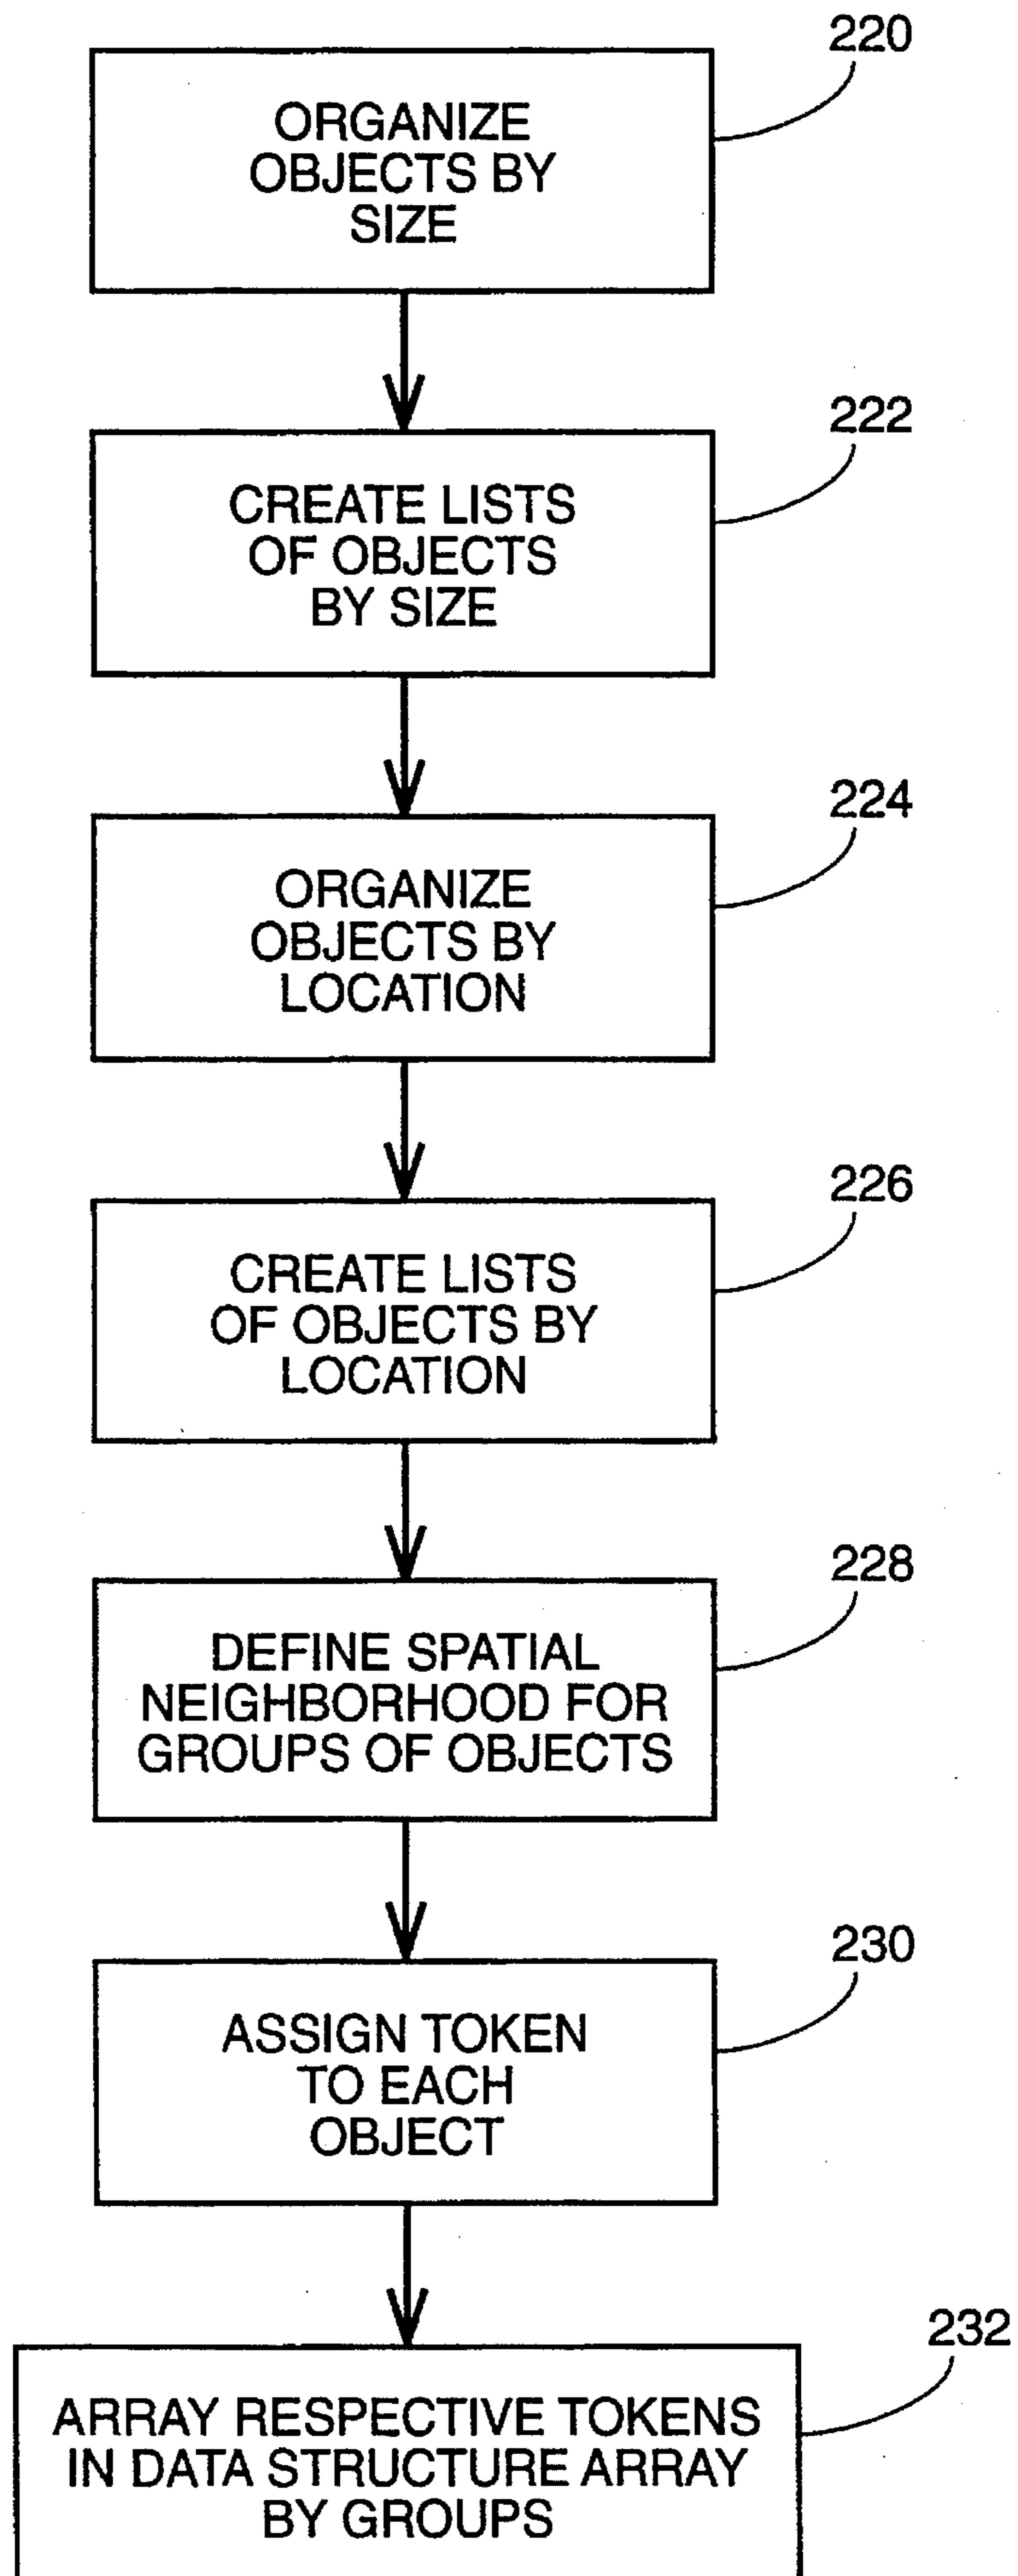 220
ORGANIZE
OBJECTS BY
SIZE
222
CREATE LISTS
OF OBJECTS
BY SIZE
224
ORGANIZE
OBJECTS BY
LOCATION
226
CREATE LISTS
OF OBJECTS BY
LOCATION
228
DEFINE SPATIAL
NEIGHBORHOOD FOR
GROUPS OF OBJECTS
230
ASSIGN TOKEN
TO EACH
OBJECT
232
ARRAY RESPECTIVE TOKENS
IN DATA STRUCTURE ARRAY
BY GROUPS